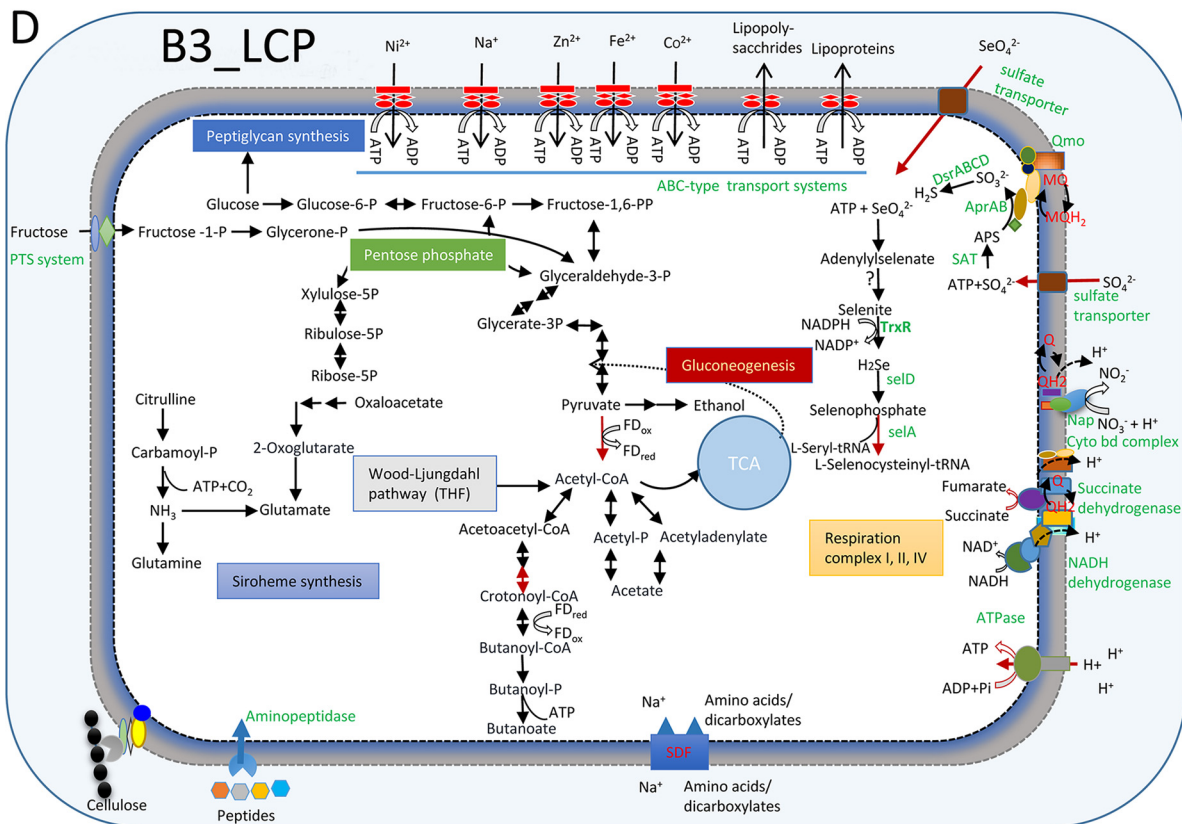 D
B3_LCP
Ni²⁺
Na⁺
Zn²⁺
Fe²⁺
Co²⁺
Lipopoly-
sacchrides
Lipoproteins
SeO₄²⁻
sulfate
transporter
ATP
ADP
ATP
ADP
ATP
ADP
ATP
ADP
ATP
ADP
ATP
ADP
ATP
ADP
ABC-type transport systems
Peptiglycan synthesis
Glucose
Glucose-6-P
Fructose-6-P
Fructose-1,6-PP
Fructose
PTS system
Fructose -1-P
Glycerone-P
Pentose phosphate
Glyceraldehyde-3-P
Xylulose-5P
Glycerate-3P
Ribulose-5P
Ribose-5P
Gluconeogenesis
Citrulline
Oxaloacetate
Pyruvate
Ethanol
Carbamoyl-P
2-Oxoglutarate
FDox
FDred
ATP+CO₂
Wood-Ljungdahl
pathway (THF)
Acetyl-CoA
TCA
NH₃
Glutamate
Acetoacetyl-CoA
Acetyl-P
Acetyladenylate
Glutamine
Siroheme synthesis
Crotonoyl-CoA
Acetate
FDred
FDox
Butanoyl-CoA
Butanoyl-P
ATP
Butanoate
Qmo
DsrABCD
SO₃²⁻
H₂S
MQ
MQH₂
AprAB
APS
SAT
ATP+SO₄²⁻
SO₄²⁻
sulfate
transporter
ATP + SeO₄²⁻
Adenylylselenate
?
Selenite
NADPH
TrxR
NADP⁺
H₂Se
selD
Selenophosphate
selA
L-Seryl-tRNA
L-Selenocysteinyl-tRNA
Q
H⁺
QH2
NO₂⁻
Nap
NO₃⁻ + H⁺
Cyto bd complex
H⁺
Fumarate
Q
Succinate
dehydrogenase
QH2
Succinate
Respiration
complex I, II, IV
H⁺
NAD⁺
NADH
NADH
dehydrogenase
ATPase
ATP
H+
H⁺
ADP+Pi
H⁺
Aminopeptidase
Cellulose
Peptides
Na⁺
Amino acids/
dicarboxylates
SDF
Na⁺
Amino acids/
dicarboxylates